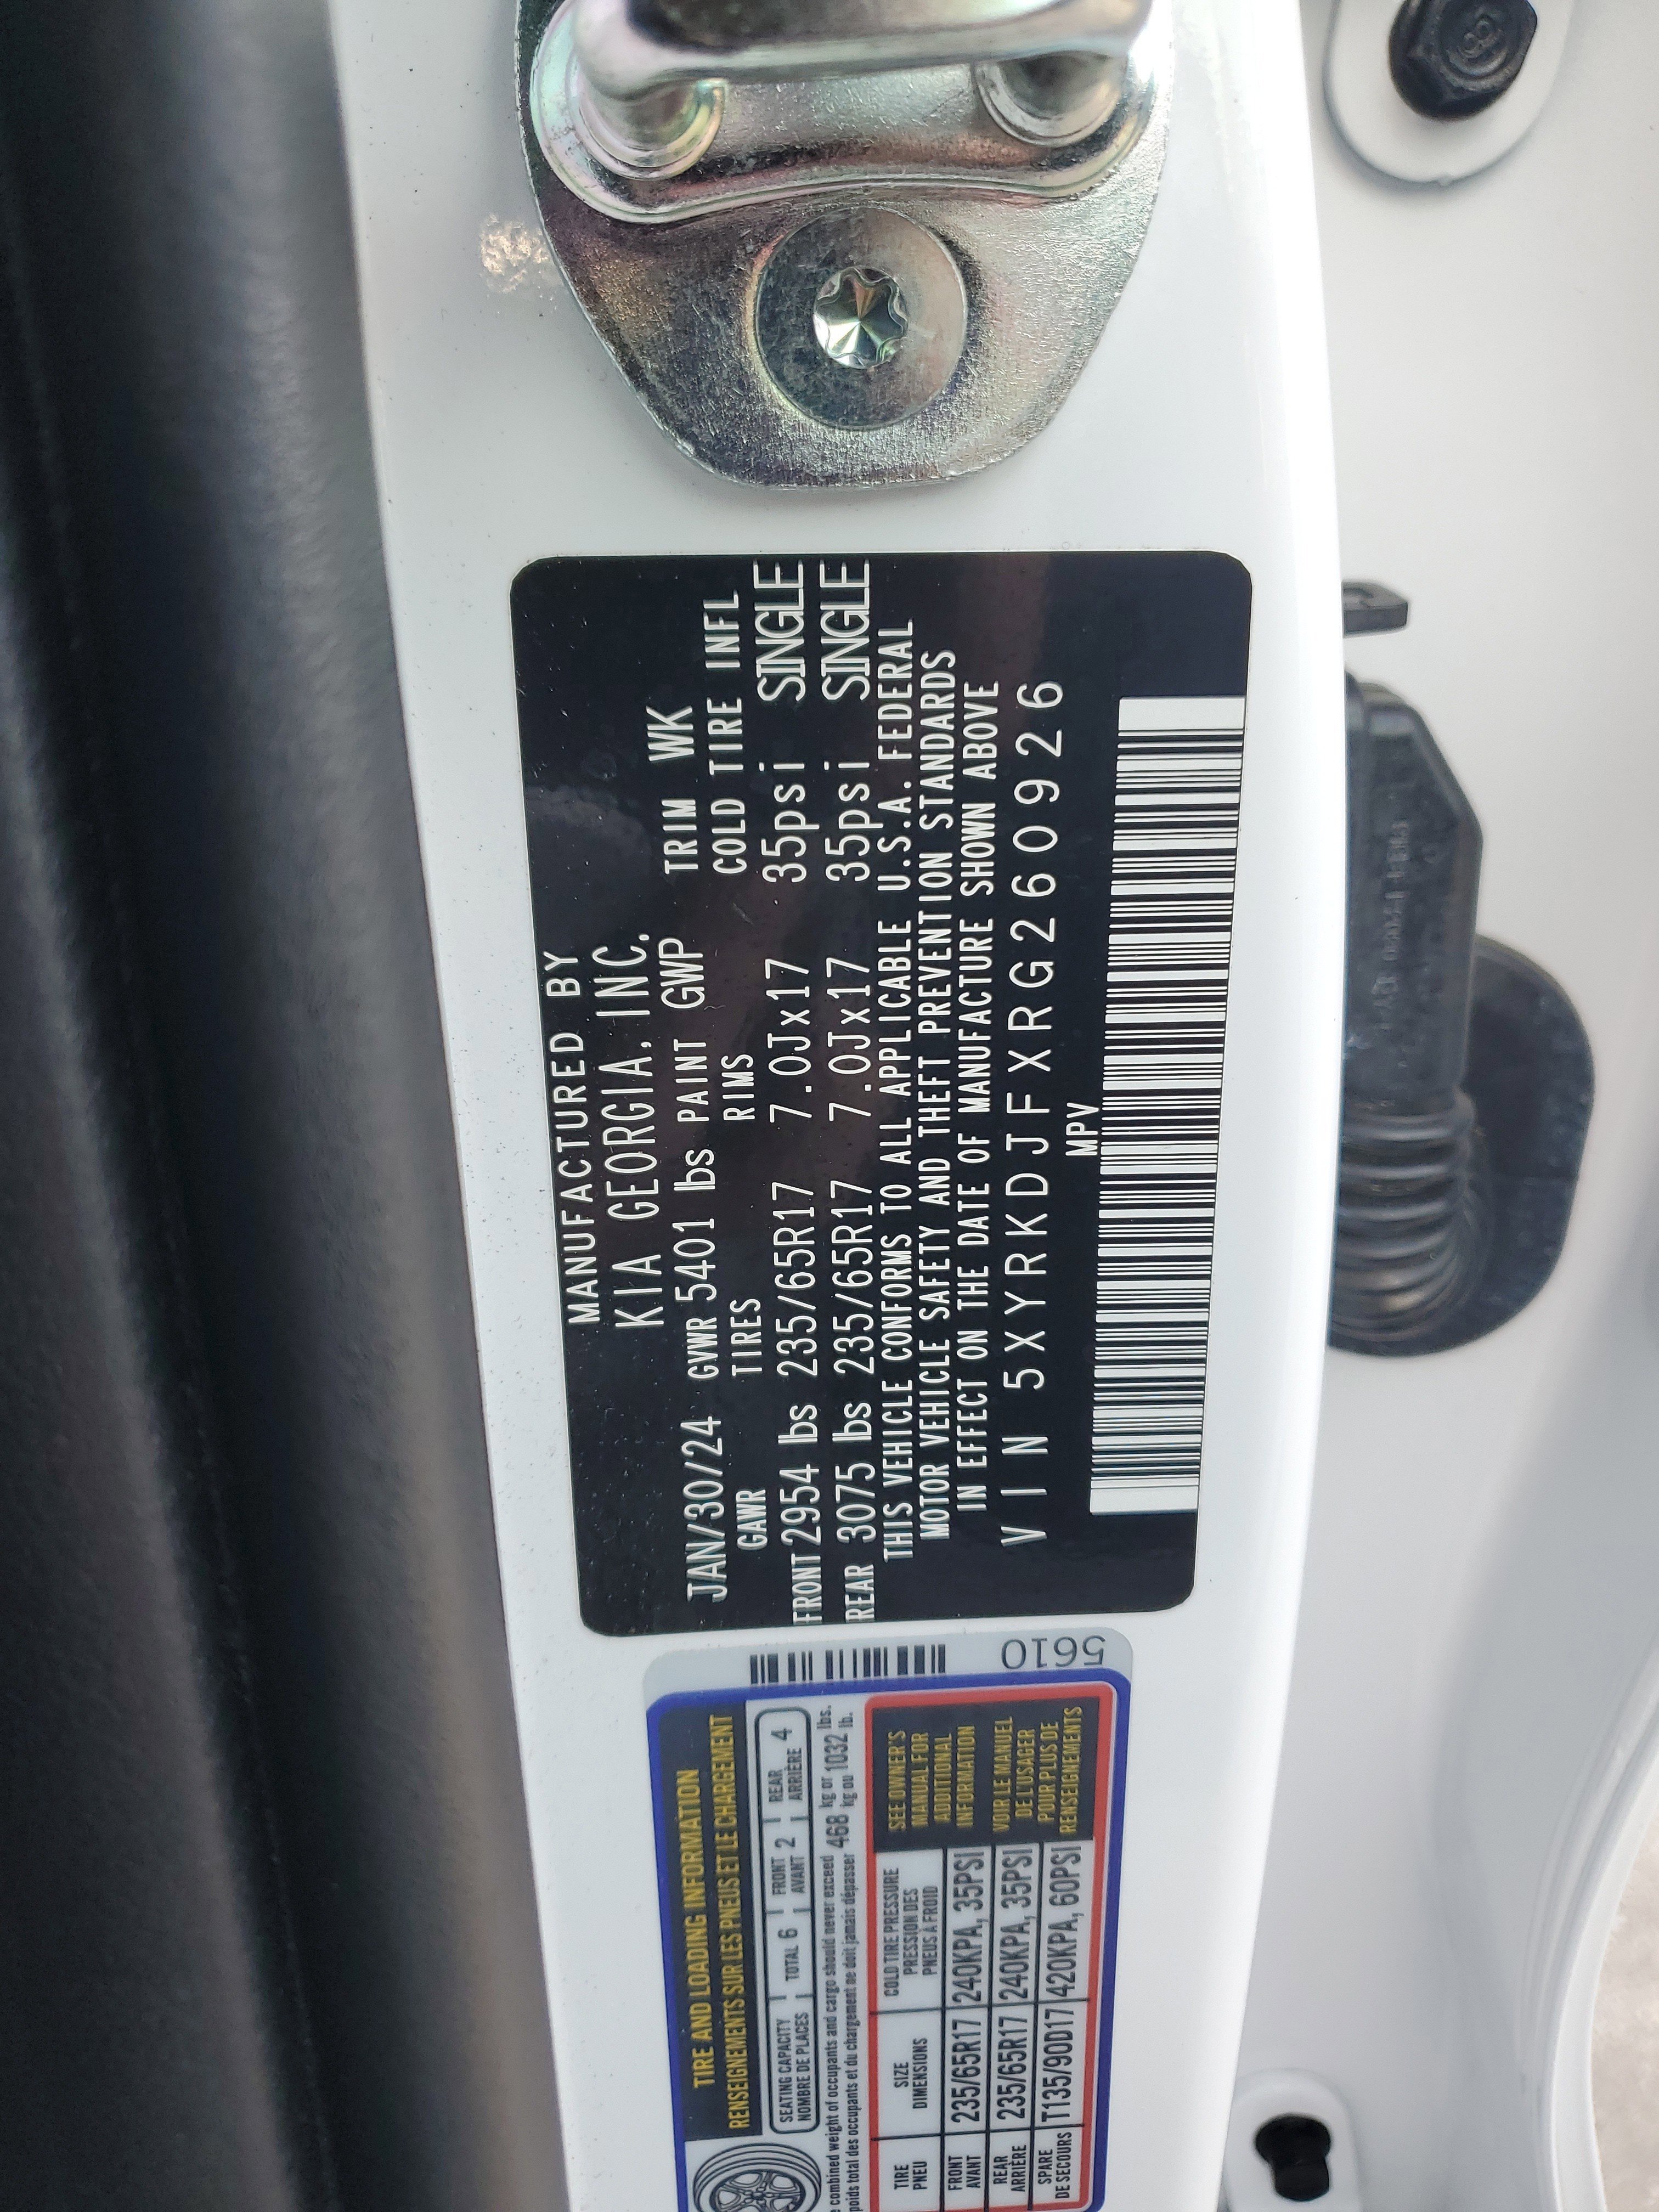 MANUFACTURED BY
KIA GEORGIA, INC.
JAN/30/24 GVWR 5401 lbs PAINT GWP TRIM WK
GAWR TIRES RIMS COLD TIRE INFL
FRONT 2954 lbs 235/65R17 7.0Jx17 35psi SINGLE
REAR 3075 lbs 235/65R17 7.0Jx17 35psi SINGLE
THIS VEHICLE CONFORMS TO ALL APPLICABLE U.S.A. FEDERAL
MOTOR VEHICLE SAFETY AND THEFT PREVENTION STANDARDS
IN EFFECT ON THE DATE OF MANUFACTURE SHOWN ABOVE
VIN 5XYRKDJFXRG260926
MPV
5610
TIRE AND LOADING INFORMATION
RENSEIGNEMENTS SUR LES PNEUS ET LE CHARGEMENT
SEATING CAPACITY
NOMBRE DE PLACES
TOTAL 6
FRONT
AVANT 2
REAR
ARRIÈRE 4
combined weight of occupants and cargo should never exceed 468 kg or 1032 lbs.
poids total des occupants et du chargement ne doit jamais dépasser kg ou lb.
TIRE
PNEU
SIZE
DIMENSIONS
COLD TIRE PRESSURE
PRESSION DES
PNEUS À FROID
FRONT
AVANT
235/65R17 240KPA, 35PSI
REAR
ARRIÈRE
235/65R17 240KPA, 35PSI
SPARE
DE SECOURS
T135/90D17 420KPA, 60PSI
SEE OWNER'S
MANUAL FOR
ADDITIONAL
INFORMATION
VOIR LE MANUEL
DE L'USAGER
POUR PLUS DE
RENSEIGNEMENTS
8